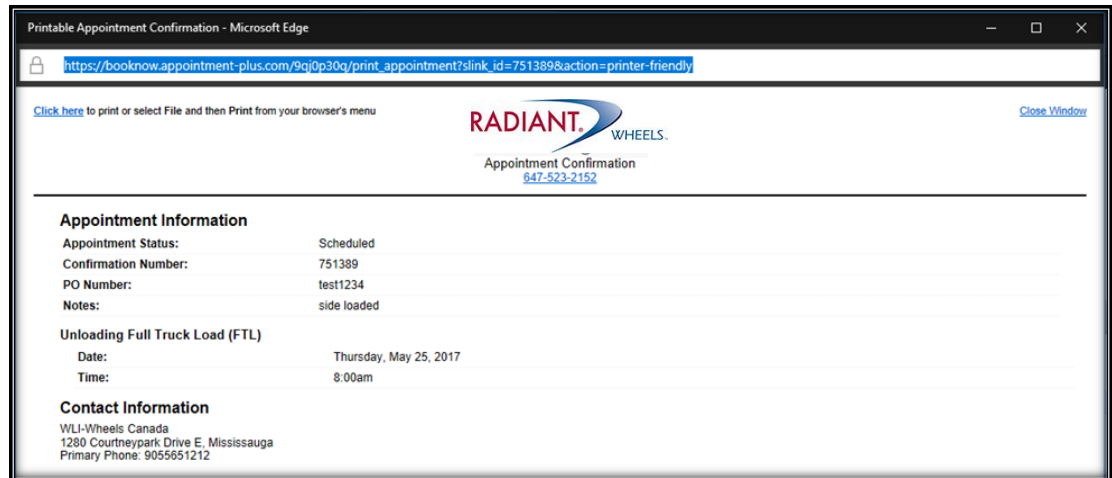 Printable Appointment Confirmation - Microsoft Edge
https://booknow.appointment-plus.com/9qj0p30q/print_appointment?slink_id=751389&action=printer-friendly
Click here to print or select File and then Print from your browser's menu
Close Window
RADIANT.
WHEELS
Appointment Confirmation
647-523-2152
Appointment Information
Appointment Status: Scheduled
Confirmation Number: 751389
PO Number: test1234
Notes: side loaded
Unloading Full Truck Load (FTL)
Date: Thursday, May 25, 2017
Time: 8:00am
Contact Information
WLI-Wheels Canada
1280 Courtneypark Drive E, Mississauga
Primary Phone: 9055651212